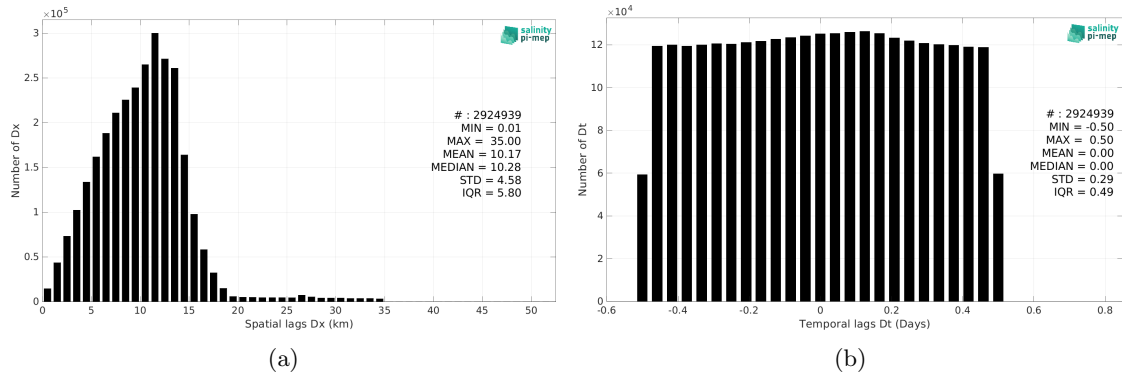 ×10⁵
3
2.5
2
1.5
1
0.5
0
0 5 10 15 20 25 30 35 40 45 50
Number of Dx
Spatial lags Dx (km)
salinity
pi-mep
# : 2924939
MIN = 0.01
MAX = 35.00
MEAN = 10.17
MEDIAN = 10.28
STD = 4.58
IQR = 5.80
(a)
×10⁴
12
10
8
6
4
2
0
-0.6 -0.4 -0.2 0 0.2 0.4 0.6 0.8
Number of Dt
Temporal lags Dt (Days)
salinity
pi-mep
# : 2924939
MIN = -0.50
MAX = 0.50
MEAN = 0.00
MEDIAN = 0.00
STD = 0.29
IQR = 0.49
(b)